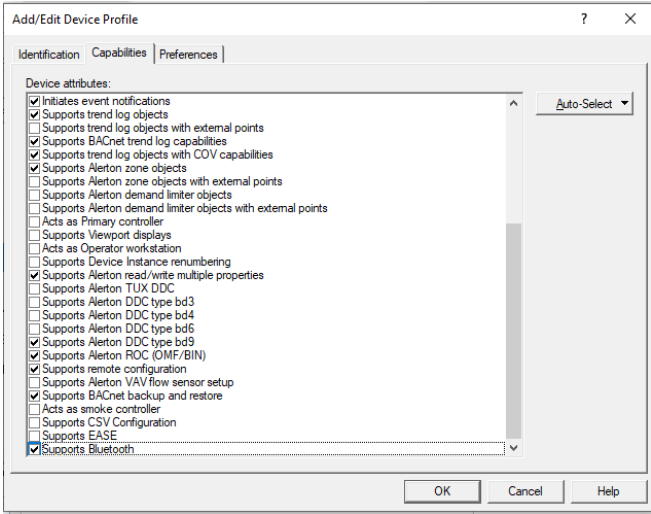 Add/Edit Device Profile
Identification Capabilities Preferences
Device attributes:
Initiates event notifications
Supports trend log objects
Supports trend log objects with external points
Supports BACnet trend log capabilities
Supports trend log objects with COV capabilities
Supports Alerton zone objects
Supports Alerton zone objects with external points
Supports Alerton demand limiter objects
Supports Alerton demand limiter objects with external points
Acts as Primary controller
Supports Viewport displays
Acts as Operator workstation
Supports Device Instance renumbering
Supports Alerton read/write multiple properties
Supports Alerton TUX DDC
Supports Alerton DDC type bd3
Supports Alerton DDC type bd4
Supports Alerton DDC type bd6
Supports Alerton DDC type bd9
Supports Alerton ROC (OMF/BIN)
Supports remote configuration
Supports Alerton VAV flow sensor setup
Supports BACnet backup and restore
Acts as smoke controller
Supports CSV Configuration
Supports EASE
Supports Bluetooth
Auto-Select
OK Cancel Help